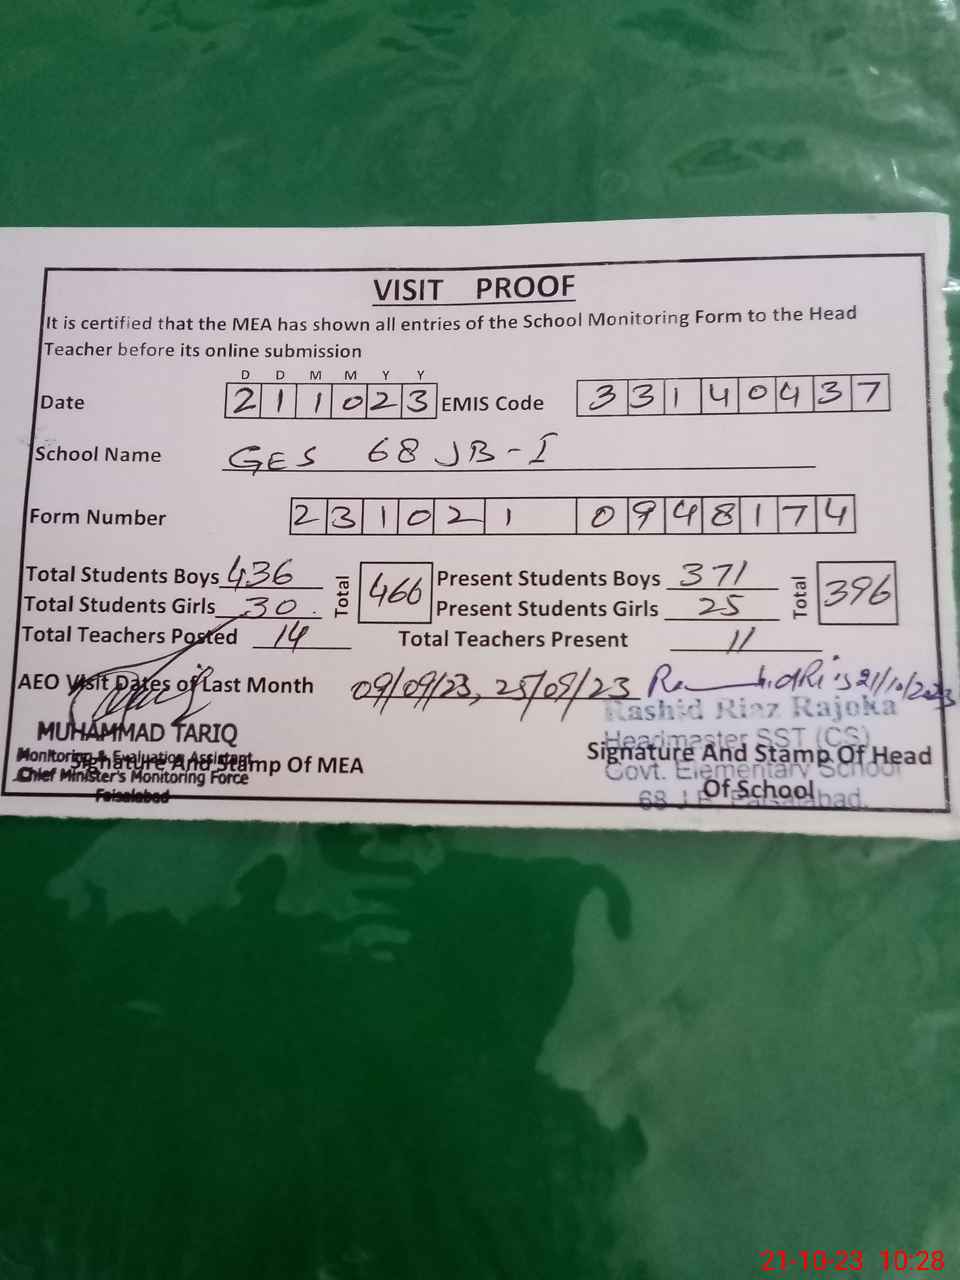 VISIT PROOF
It is certified that the MEA has shown all entries of the School Monitoring Form to the Head
Teacher before its online submission
D D M M Y Y
Date 2 1 1 0 2 3 EMIS Code 3 3 1 4 0 4 3 7
School Name GES 68 JB-I
Form Number 2 3 1 0 2 1 0 9 4 8 1 7 4
Total Students Boys 436 Total 466 Present Students Boys 371 Total 396
Total Students Girls 30 Present Students Girls 25
Total Teachers Posted 14 Total Teachers Present 11
AEO Visit Dates of Last Month 09/09/23, 25/09/23 21/10/2023
MUHAMMAD TARIQ
Monitoring & Evaluation Assistant
Chief Minister's Monitoring Force
Faisalabad
Signature And Stamp Of MEA
Rashid Riaz Rajoka
Headmaster SST (CS)
Govt. Elementary School
68 J.B, Faisalabad.
Signature And Stamp Of Head
Of School
21-10-23 10:28